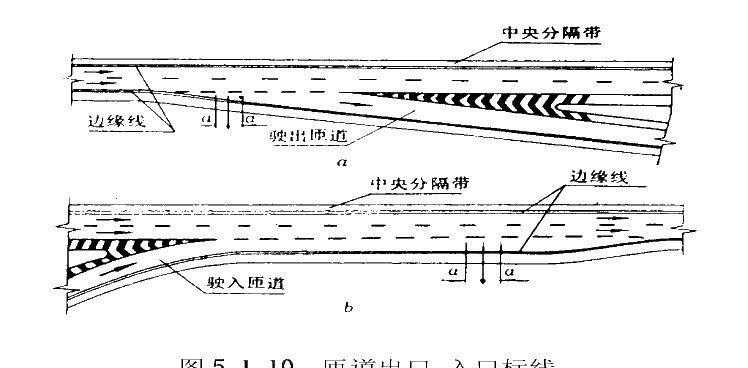 中央分隔带
边缘线
a a
驶出匝道
a
中央分隔带
边缘线
驶入匝道
a a
b
图 5.1.10 匝道出口 入口标线